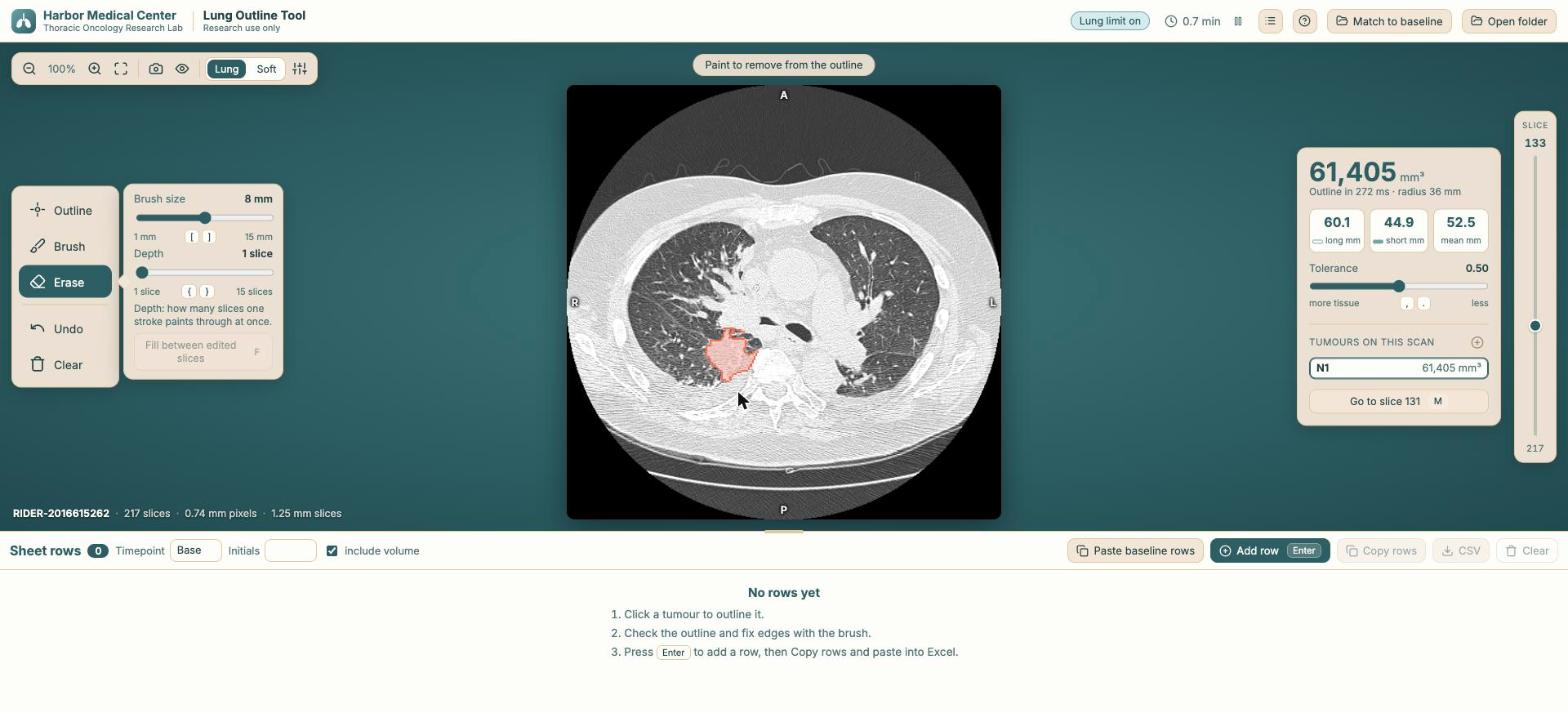 Harbor Medical Center
Thoracic Oncology Research Lab
Lung Outline Tool
Research use only
Lung limit on
0.7 min
Match to baseline
Open folder
100%
Lung
Soft
Paint to remove from the outline
A
R
L
P
Outline
Brush
Erase
Undo
Clear
Brush size 8 mm
1 mm [ ] 15 mm
Depth 1 slice
1 slice { } 15 slices
Depth: how many slices one
stroke paints through at once.
Fill between edited
slices
F
61,405 mm³
Outline in 272 ms · radius 36 mm
60.1 44.9 52.5
long mm short mm mean mm
Tolerance 0.50
more tissue , . less
TUMOURS ON THIS SCAN
N1 61,405 mm³
Go to slice 131 M
SLICE
133
217
RIDER-2016615262 · 217 slices · 0.74 mm pixels · 1.25 mm slices
Sheet rows 0 Timepoint Base Initials include volume
Paste baseline rows
Add row Enter
Copy rows
CSV
Clear
No rows yet
1. Click a tumour to outline it.
2. Check the outline and fix edges with the brush.
3. Press Enter to add a row, then Copy rows and paste into Excel.